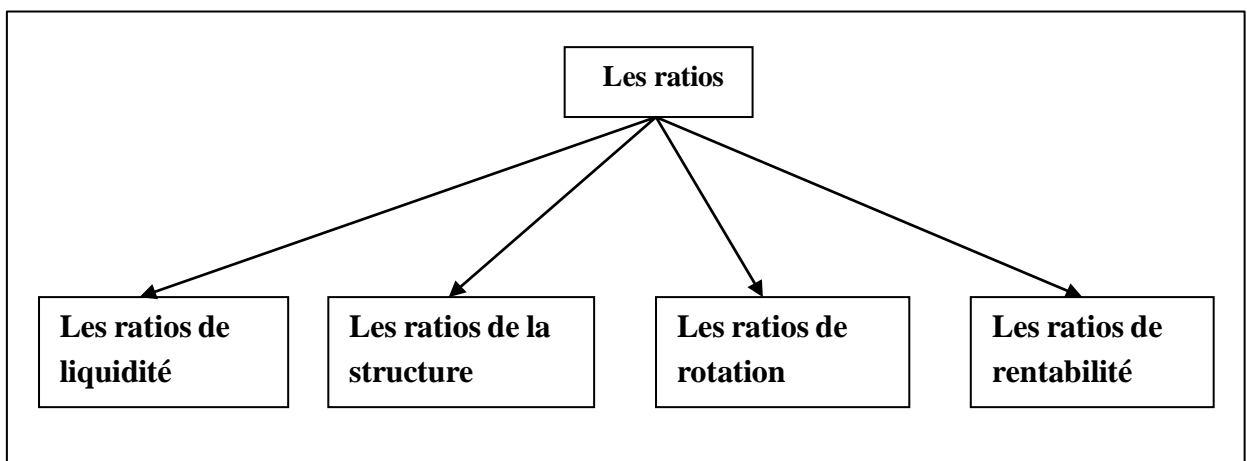 Les ratios
Les ratios de
liquidité
Les ratios de la
structure
Les ratios de
rotation
Les ratios de
rentabilité